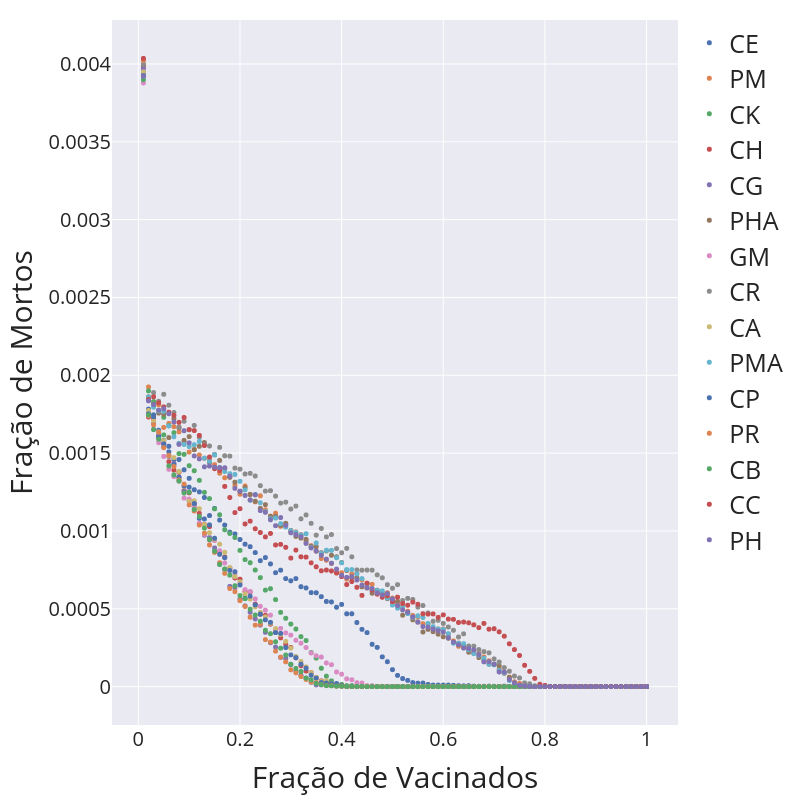 0.004
0.0035
0.003
0.0025
0.002
0.0015
0.001
0.0005
0
0 0.2 0.4 0.6 0.8 1
Fração de Mortos
Fração de Vacinados
CE
PM
CK
CH
CG
PHA
GM
CR
CA
PMA
CP
PR
CB
CC
PH